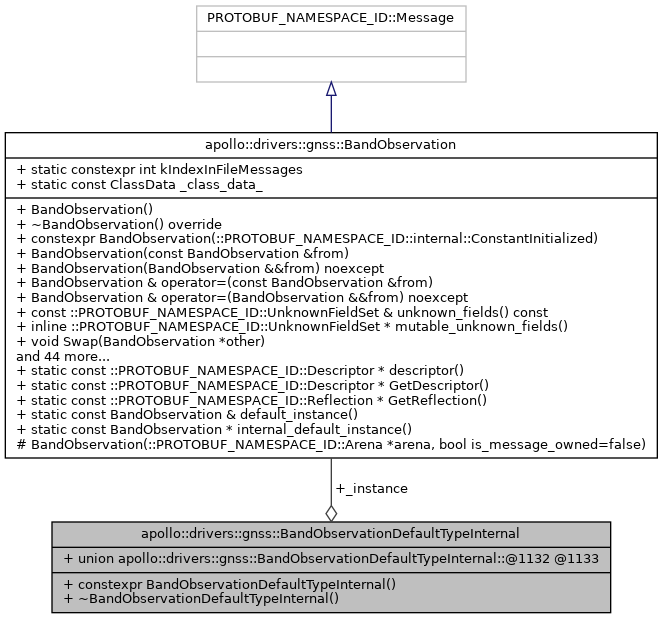 PROTOBUF_NAMESPACE_ID::Message
apollo::drivers::gnss::BandObservation
+ static constexpr int kIndexInFileMessages
+ static const ClassData _class_data_
+ BandObservation()
+ ~BandObservation() override
+ constexpr BandObservation(::PROTOBUF_NAMESPACE_ID::internal::ConstantInitialized)
+ BandObservation(const BandObservation &from)
+ BandObservation(BandObservation &&from) noexcept
+ BandObservation & operator=(const BandObservation &from)
+ BandObservation & operator=(BandObservation &&from) noexcept
+ const ::PROTOBUF_NAMESPACE_ID::UnknownFieldSet & unknown_fields() const
+ inline ::PROTOBUF_NAMESPACE_ID::UnknownFieldSet * mutable_unknown_fields()
+ void Swap(BandObservation *other)
and 44 more...
+ static const ::PROTOBUF_NAMESPACE_ID::Descriptor * descriptor()
+ static const ::PROTOBUF_NAMESPACE_ID::Descriptor * GetDescriptor()
+ static const ::PROTOBUF_NAMESPACE_ID::Reflection * GetReflection()
+ static const BandObservation & default_instance()
+ static const BandObservation * internal_default_instance()
# BandObservation(::PROTOBUF_NAMESPACE_ID::Arena *arena, bool is_message_owned=false)
+_instance
apollo::drivers::gnss::BandObservationDefaultTypeInternal
+ union apollo::drivers::gnss::BandObservationDefaultTypeInternal::@1132 @1133
+ constexpr BandObservationDefaultTypeInternal()
+ ~BandObservationDefaultTypeInternal()